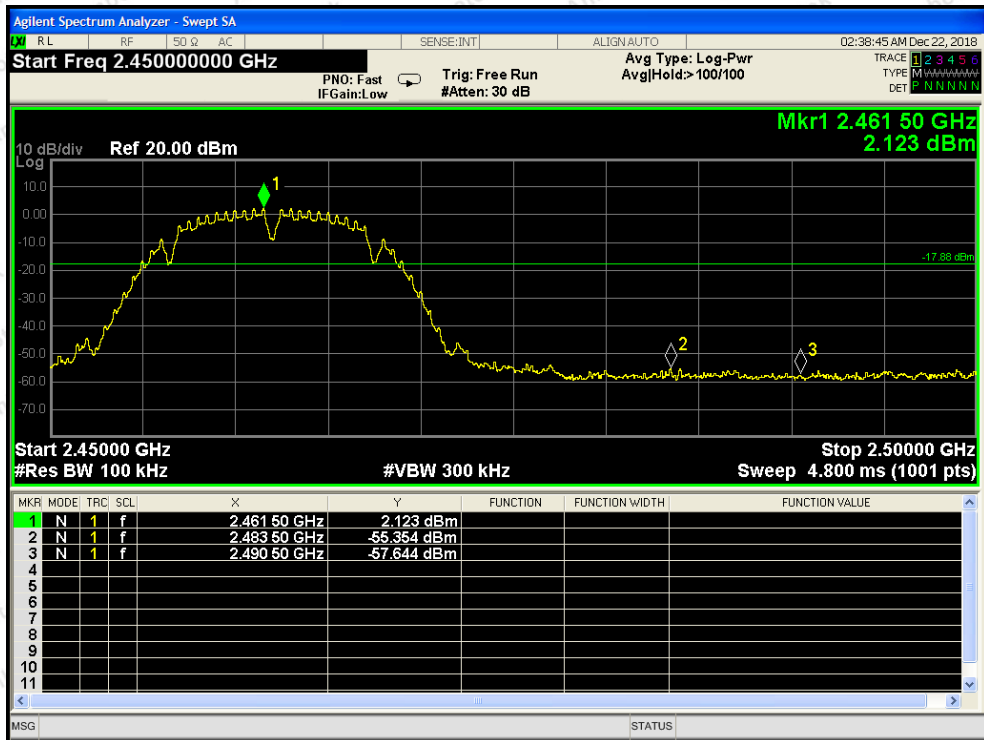 Agilent Spectrum Analyzer - Swept SA
LXI RL RF 50 Ω AC SENSE:INT ALIGN AUTO 02:38:45 AM Dec 22, 2018
Start Freq 2.450000000 GHz
PNO: Fast
IFGain:Low
Trig: Free Run
#Atten: 30 dB
Avg Type: Log-Pwr
Avg|Hold:>100/100
TRACE 1 2 3 4 5 6
TYPE M WWWWWW
DET P N N N N N
Mkr1 2.461 50 GHz
2.123 dBm
10 dB/div Ref 20.00 dBm
Log
10.0
0.00
-10.0
-20.0
-30.0
-40.0
-50.0
-60.0
-70.0
1
-17.88 dBm
2
3
Start 2.45000 GHz Stop 2.50000 GHz
#Res BW 100 kHz #VBW 300 kHz Sweep 4.800 ms (1001 pts)
MKR MODE TRC SCL X Y FUNCTION FUNCTION WIDTH FUNCTION VALUE
1 N 1 f 2.461 50 GHz 2.123 dBm
2 N 1 f 2.483 50 GHz -55.354 dBm
3 N 1 f 2.490 50 GHz -57.644 dBm
4
5
6
7
8
9
10
11
MSG STATUS